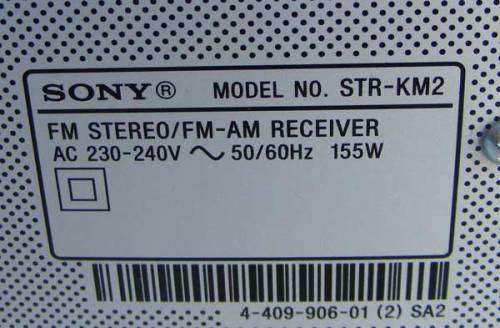 SONY® MODEL NO. STR-KM2
FM STEREO/FM-AM RECEIVER
AC 230-240V ~ 50/60Hz 155W
4-409-906-01 (2) SA2